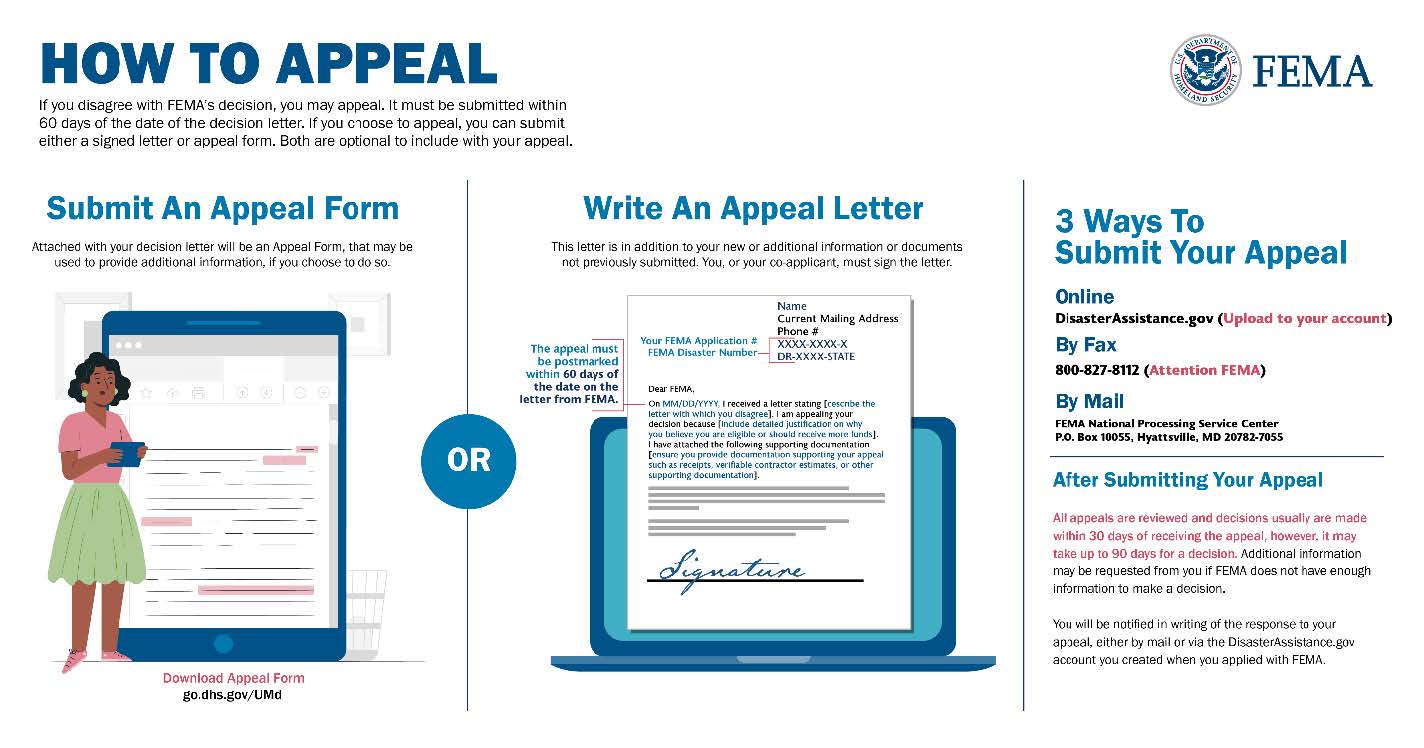 HOW TO APPEAL
If you disagree with FEMA's decision, you may appeal. It must be submitted within
60 days of the date of the decision letter. If you choose to appeal, you can submit
either a signed letter or appeal form. Both are optional to include with your appeal.
U.S. DEPARTMENT OF
HOMELAND SECURITY
FEMA
Submit An Appeal Form
Attached with your decision letter will be an Appeal Form, that may be
used to provide additional information, if you choose to do so.
Download Appeal Form
go.dhs.gov/UMd
OR
Write An Appeal Letter
This letter is in addition to your new or additional information or documents
not previously submitted. You, or your co-applicant, must sign the letter.
The appeal must
be postmarked
within 60 days of
the date on the
letter from FEMA.
Name
Current Mailing Address
Phone #
Your FEMA Application # XXXX-XXXX-X
FEMA Disaster Number DR-XXXX-STATE
Dear FEMA,
On MM/DD/YYYY, I received a letter stating [describe the
letter with which you disagree]. I am appealing your
decision because [include detailed justification on why
you believe you are eligible or should receive more funds].
I have attached the following supporting documentation
[ensure you provide documentation supporting your appeal
such as receipts, verifiable contractor estimates, or other
supporting documentation].
Signature
3 Ways To
Submit Your Appeal
Online
DisasterAssistance.gov (Upload to your account)
By Fax
800-827-8112 (Attention FEMA)
By Mail
FEMA National Processing Service Center
P.O. Box 10055, Hyattsville, MD 20782-7055
After Submitting Your Appeal
All appeals are reviewed and decisions usually are made
within 30 days of receiving the appeal, however, it may
take up to 90 days for a decision. Additional information
may be requested from you if FEMA does not have enough
information to make a decision.
You will be notified in writing of the response to your
appeal, either by mail or via the DisasterAssistance.gov
account you created when you applied with FEMA.